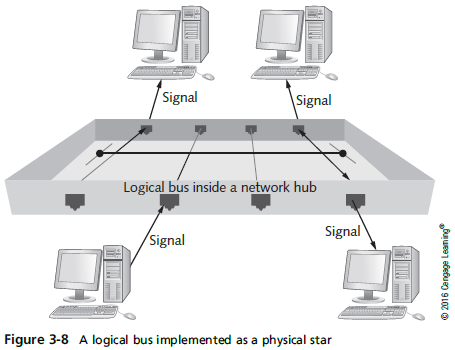 Signal
Signal
Logical bus inside a network hub
Signal
Signal
© 2016 Cengage Learning®
Figure 3-8 A logical bus implemented as a physical star